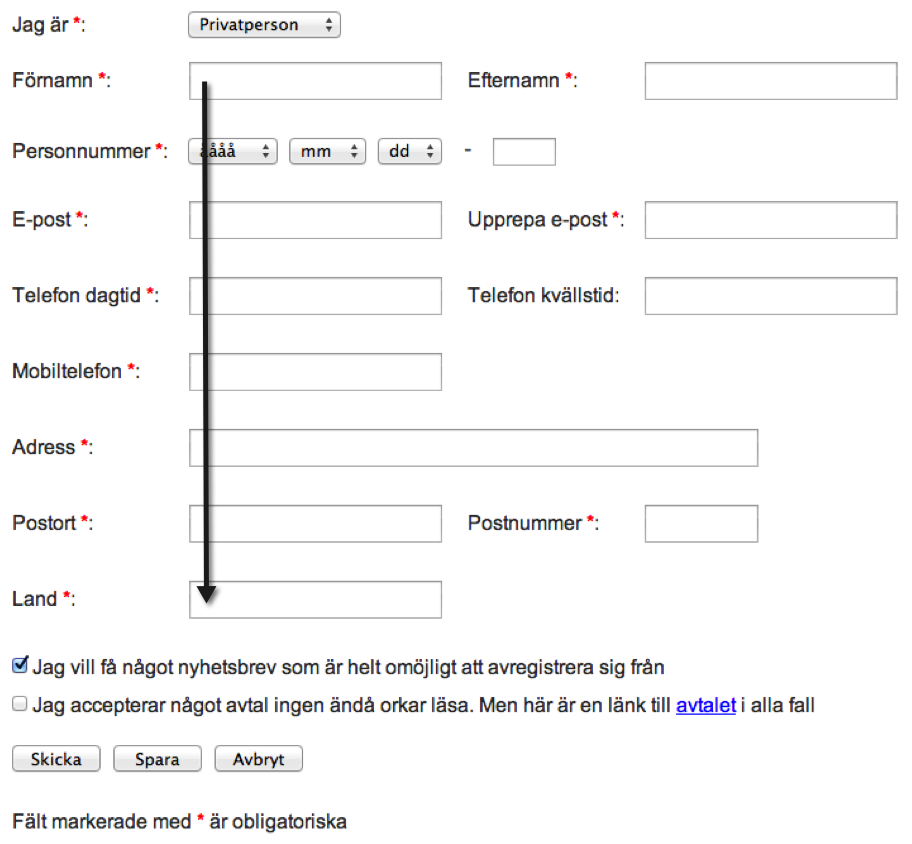 Jag är *: Privatperson
Förnamn *: Efternamn *:
Personnummer *: åååå mm dd -
E-post *: Upprepa e-post *:
Telefon dagtid *: Telefon kvällstid:
Mobiltelefon *:
Adress *:
Postort *: Postnummer *:
Land *:
Jag vill få något nyhetsbrev som är helt omöjligt att avregistrera sig från
Jag accepterar något avtal ingen ändå orkar läsa. Men här är en länk till avtalet i alla fall
Skicka Spara Avbryt
Fält markerade med * är obligatoriska